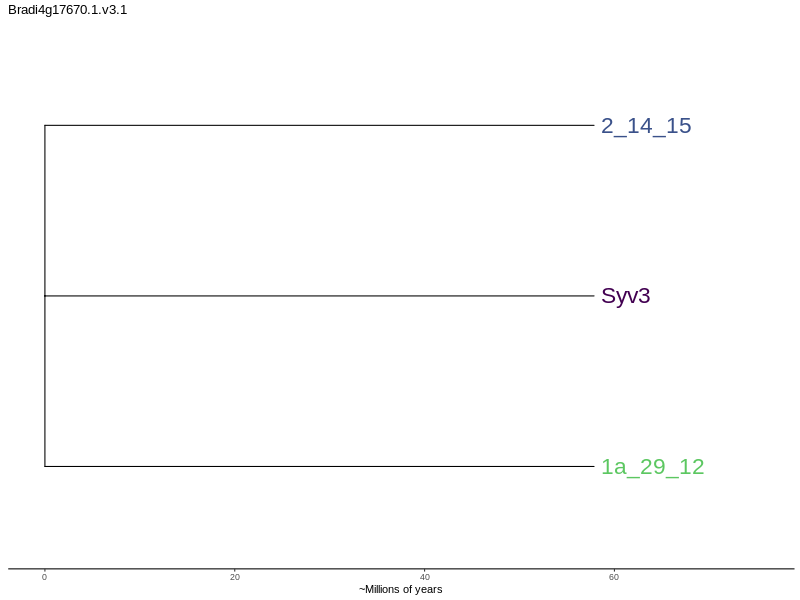 Bradi4g17670.1.v3.1
2_14_15
Syv3
1a_29_12
0 20 40 60
~Millions of years